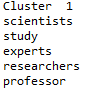 Cluster  1
scientists
study
experts
researchers
professor